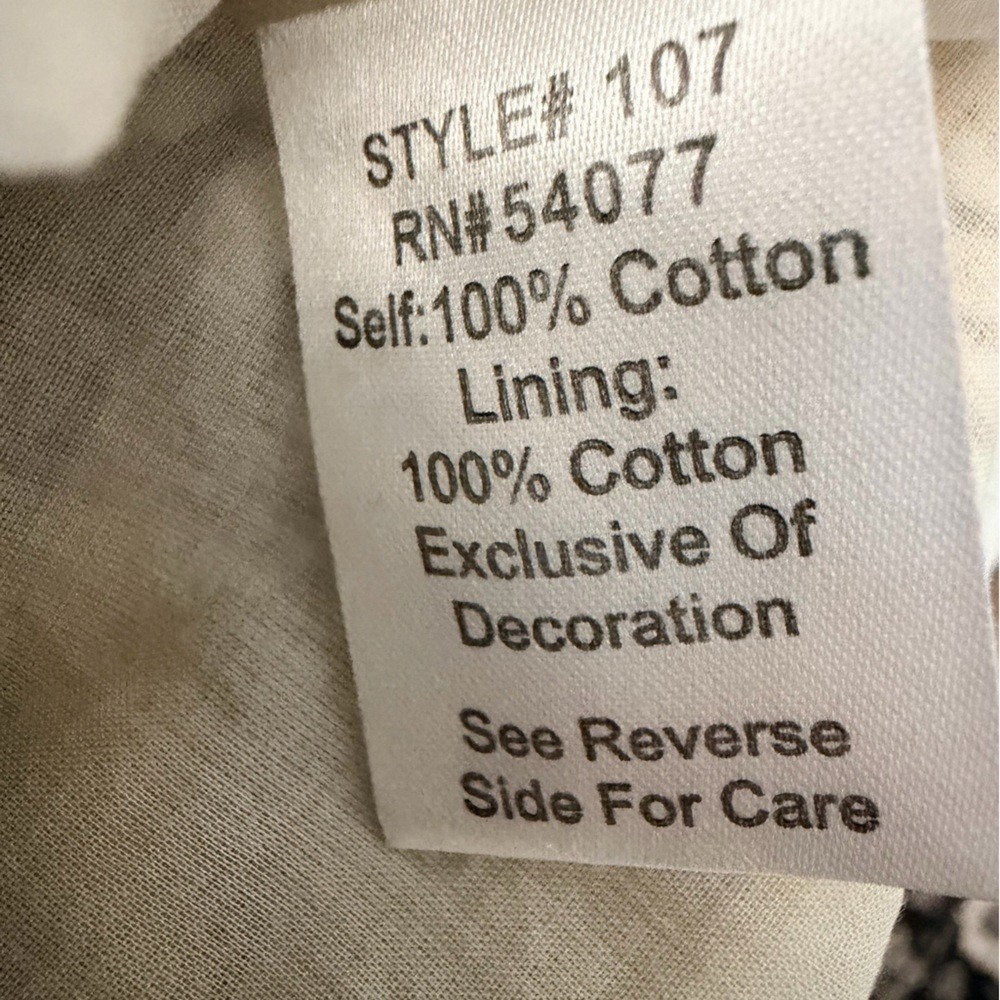 STYLE# 107
RN#54077
Self:100% Cotton
Lining:
100% Cotton
Exclusive Of
Decoration
See Reverse
Side For Care